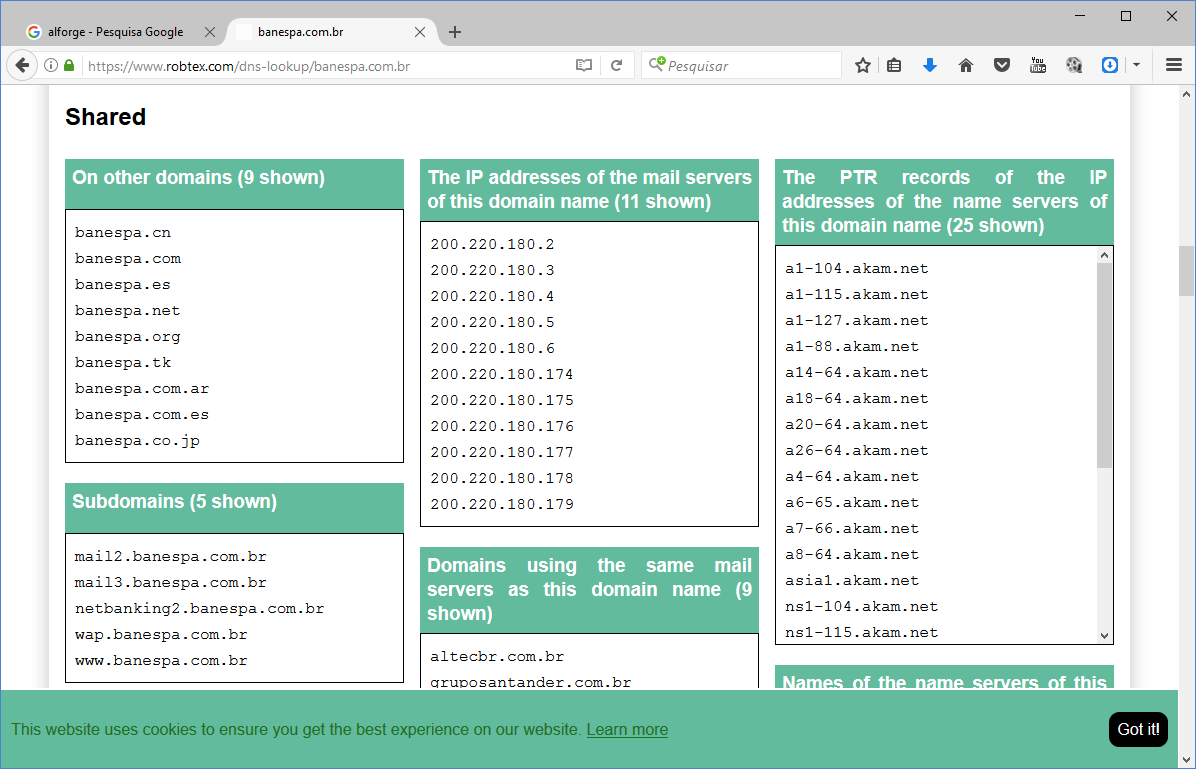 alforge - Pesquisa Google
banespa.com.br
https://www.robtex.com/dns-lookup/banespa.com.br
Pesquisar
You
Tube
Shared
On other domains (9 shown)
banespa.cn
banespa.com
banespa.es
banespa.net
banespa.org
banespa.tk
banespa.com.ar
banespa.com.es
banespa.co.jp
Subdomains (5 shown)
mail2.banespa.com.br
mail3.banespa.com.br
netbanking2.banespa.com.br
wap.banespa.com.br
www.banespa.com.br
The IP addresses of the mail servers
of this domain name (11 shown)
200.220.180.2
200.220.180.3
200.220.180.4
200.220.180.5
200.220.180.6
200.220.180.174
200.220.180.175
200.220.180.176
200.220.180.177
200.220.180.178
200.220.180.179
Domains using the same mail
servers as this domain name (9
shown)
altecbr.com.br
gruposantander.com.br
The PTR records of the IP
addresses of the name servers of
this domain name (25 shown)
a1-104.akam.net
a1-115.akam.net
a1-127.akam.net
a1-88.akam.net
a14-64.akam.net
a18-64.akam.net
a20-64.akam.net
a26-64.akam.net
a4-64.akam.net
a6-65.akam.net
a7-66.akam.net
a8-64.akam.net
asia1.akam.net
ns1-104.akam.net
ns1-115.akam.net
Names of the name servers of this
This website uses cookies to ensure you get the best experience on our website. Learn more
Got it!